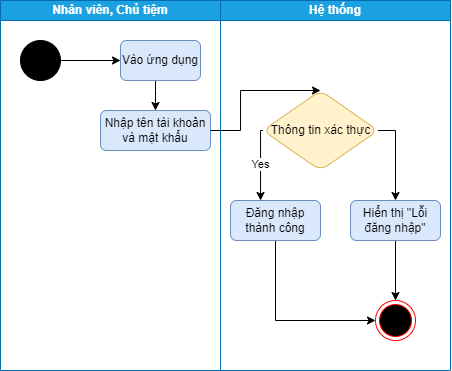 Nhân viên, Chủ tiệm
Hệ thống
Vào ứng dụng
Nhập tên tài khoản
và mật khẩu
Thông tin xác thực
Yes
Đăng nhập
thành công
Hiển thị "Lỗi
đăng nhập"